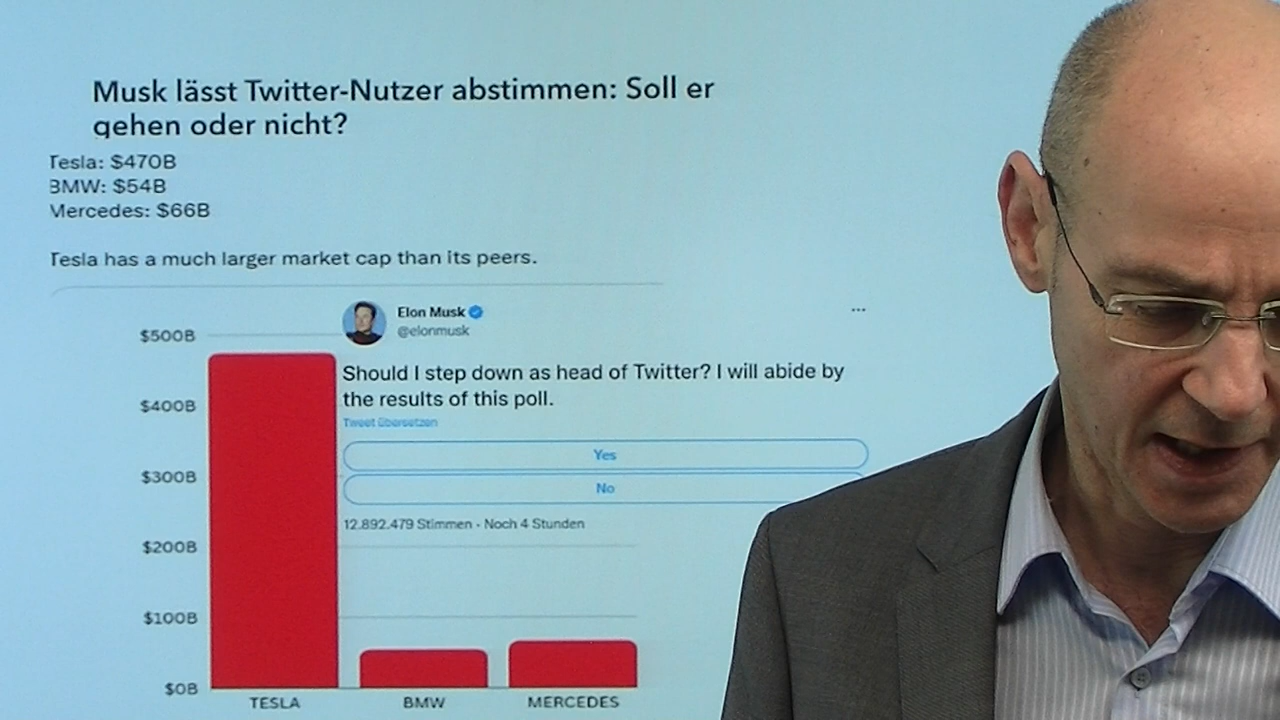 Musk lässt Twitter-Nutzer abstimmen: Soll er
gehen oder nicht?
Tesla: $470B
BMW: $54B
Mercedes: $66B
Tesla has a much larger market cap than its peers.
Elon Musk
@elonmusk
...
Should I step down as head of Twitter? I will abide by
the results of this poll.
Tweet übersetzen
Yes
No
12.892.479 Stimmen · Noch 4 Stunden
$500B
$400B
$300B
$200B
$100B
$0B
TESLA BMW MERCEDES